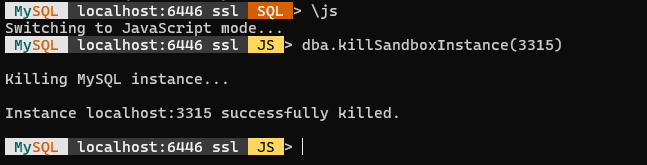 MySQL localhost:6446 ssl SQL > \js
Switching to JavaScript mode...
MySQL localhost:6446 ssl JS > dba.killSandboxInstance(3315)
Killing MySQL instance...
Instance localhost:3315 successfully killed.
MySQL localhost:6446 ssl JS >